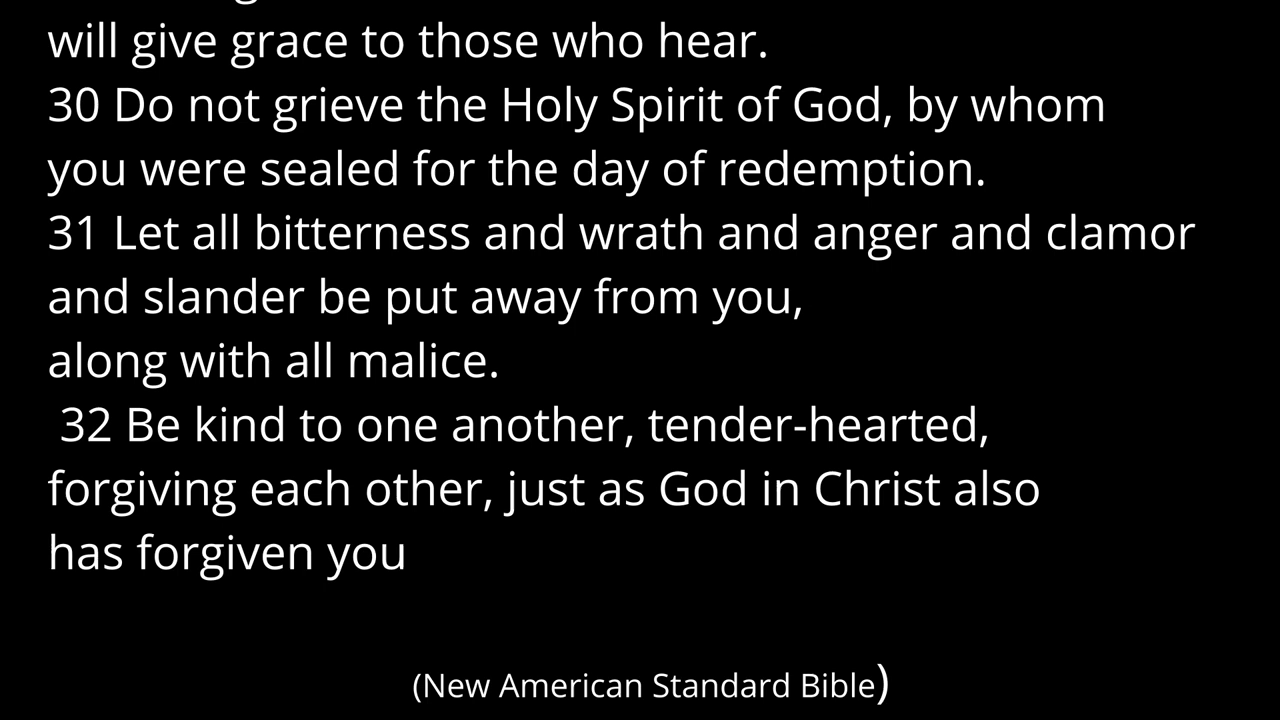 will give grace to those who hear.
30 Do not grieve the Holy Spirit of God, by whom
you were sealed for the day of redemption.
31 Let all bitterness and wrath and anger and clamor
and slander be put away from you,
along with all malice.
32 Be kind to one another, tender-hearted,
forgiving each other, just as God in Christ also
has forgiven you
(New American Standard Bible)